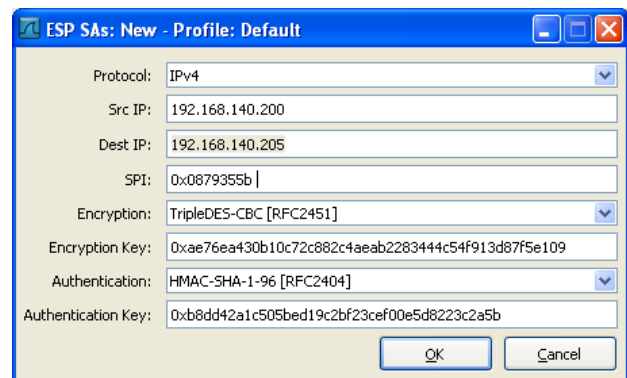 ESP SAs: New - Profile: Default
Protocol: IPv4
Src IP: 192.168.140.200
Dest IP: 192.168.140.205
SPI: 0x0879355b
Encryption: TripleDES-CBC [RFC2451]
Encryption Key: 0xae76ea430b10c72c882c4aeab2283444c54f913d87f5e109
Authentication: HMAC-SHA-1-96 [RFC2404]
Authentication Key: 0xb8dd42a1c505bed19c2bf23cef00e5d8223c2a5b
OK Cancel